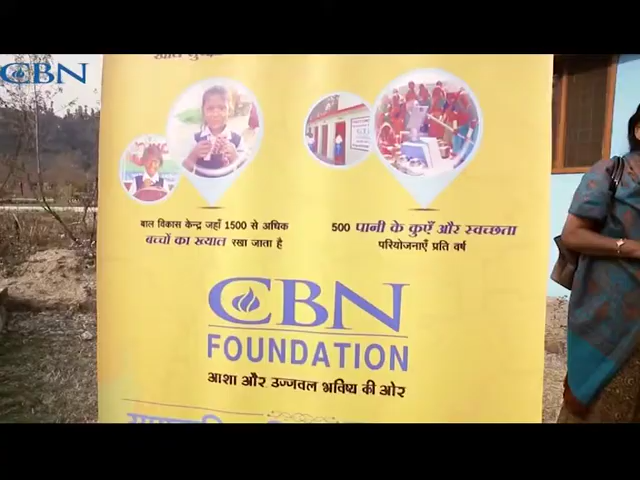 CBN
बाल विकास केन्द्र जहाँ 1500 से अधिक
बच्चों का ख्याल रखा जाता है
500 पानी के कुएँ और स्वच्छता
परियोजनाएँ प्रति वर्ष
CBN
FOUNDATION
आशा और उज्जवल भविष्य की ओर